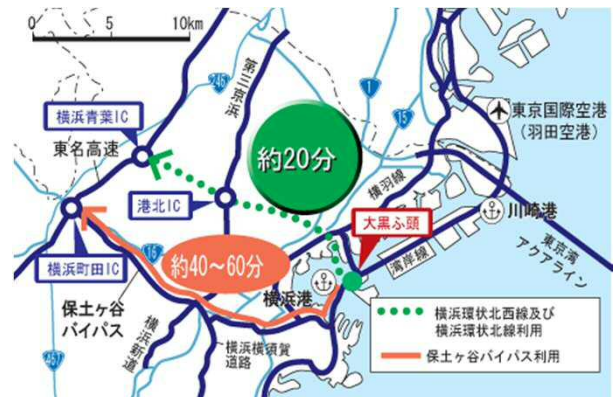 0
5
10km
246
第三京浜
1
15
横浜青葉IC
東名高速
約20分
東京国際空港
(羽田空港)
港北IC
横羽線
大黒ふ頭
川崎港
湾岸線
東京湾
アクアライン
16
約40~60分
横浜町田IC
横浜港
保土ヶ谷
バイパス
横浜新道
横浜横須賀
道路
467
横浜環状北西線及び
横浜環状北線利用
保土ヶ谷バイパス利用